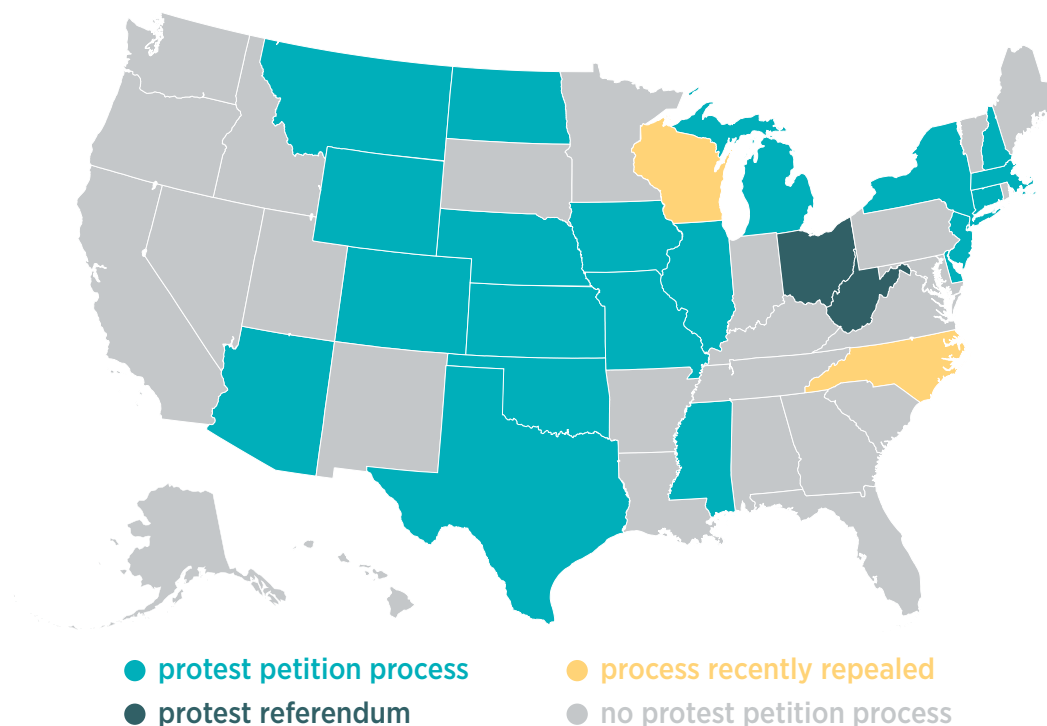 protest petition process
process recently repealed
protest referendum
no protest petition process